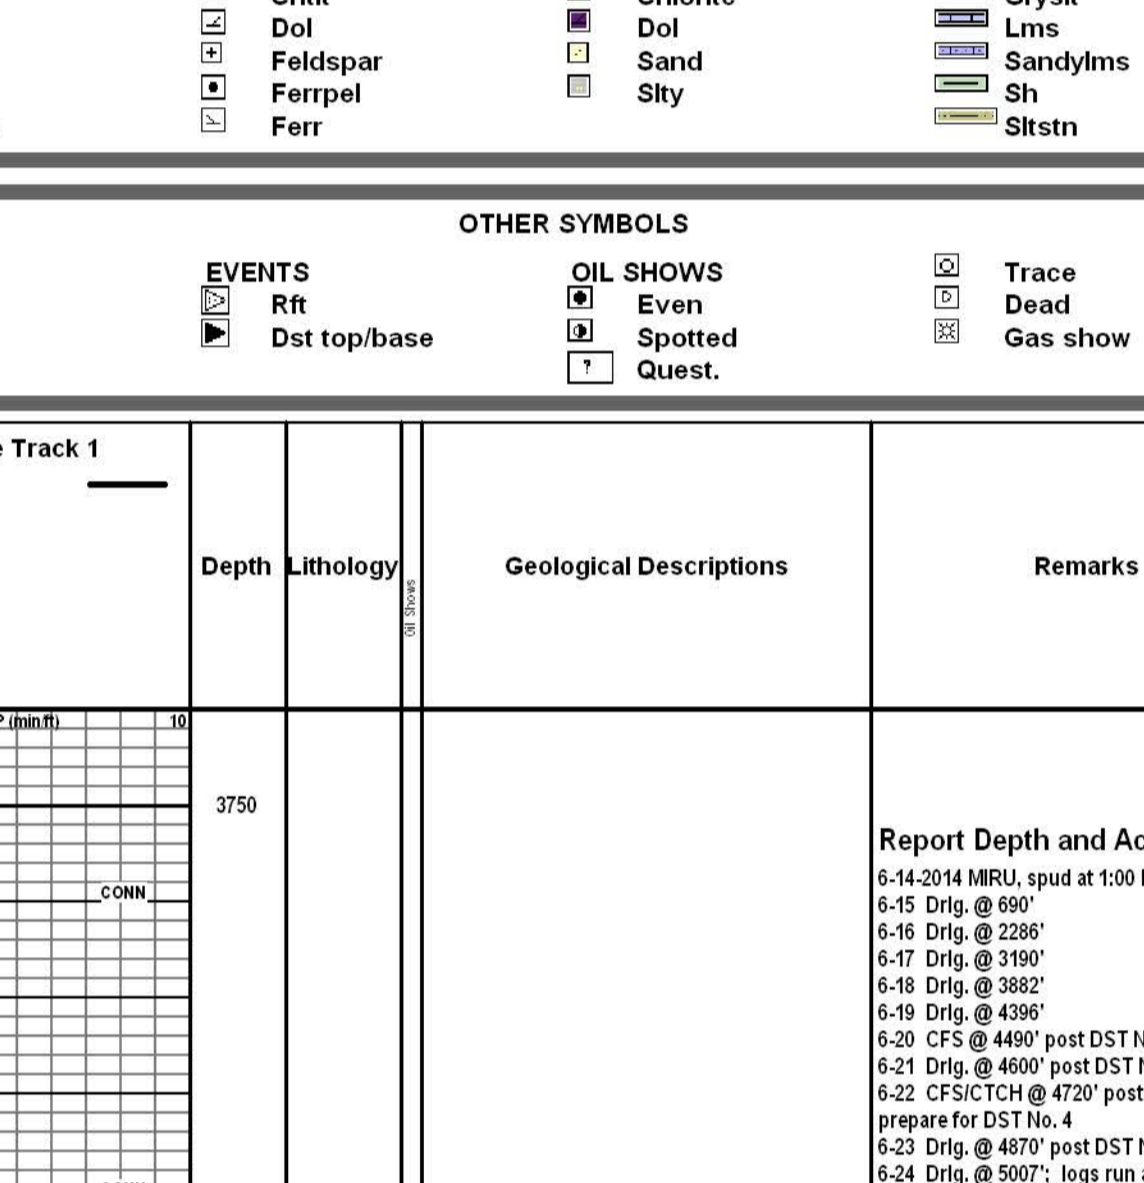 Dol Dol Lms
Feldspar Sand Sandylms
Ferrpel Slty Sh
Ferr Sltstn
OTHER SYMBOLS
EVENTS OIL SHOWS Trace
Rft Even Dead
Dst top/base Spotted Gas show
? Quest.
Track 1
Depth Lithology Oil Shows Geological Descriptions Remarks
(min/ft) 10
3750
CONN
Report Depth and
6-14-2014 MIRU, spud at 1:00
6-15 Drlg. @ 690'
6-16 Drlg. @ 2286'
6-17 Drlg. @ 3190'
6-18 Drlg. @ 3882'
6-19 Drlg. @ 4396'
6-20 CFS @ 4490' post DST
6-21 Drlg. @ 4600' post DST
6-22 CFS/CTCH @ 4720' post
prepare for DST No. 4
6-23 Drlg. @ 4870' post DST
6-24 Drlg. @ 5007'; logs run